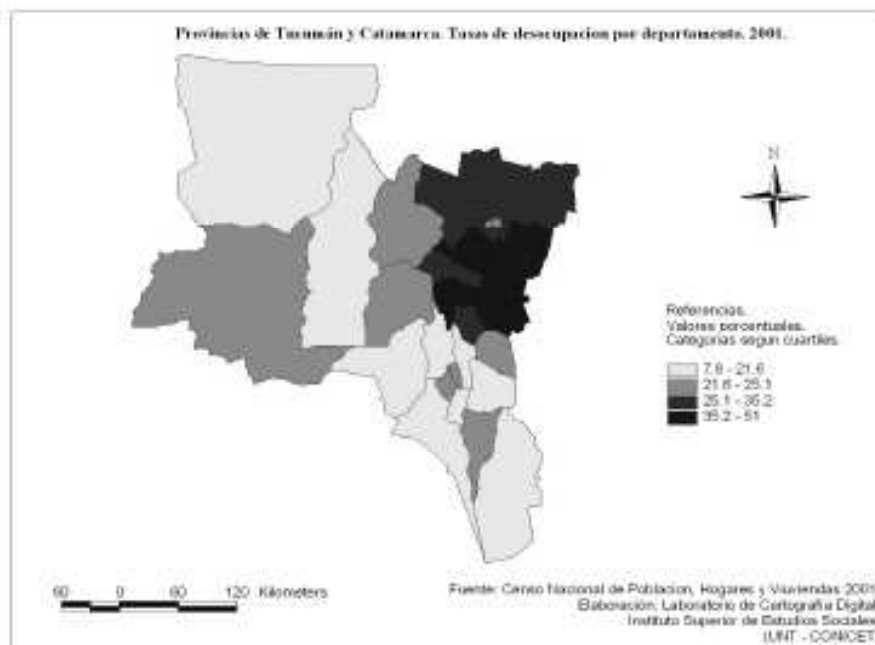 Provincias de Tucumán y Catamarca. Tasas de desocupacion por departamento. 2001.
N
Referencias.
Valores porcentuales.
Categorias segun cuartiles.
7.8 - 21.6
21.6 - 25.1
25.1 - 35.2
35.2 - 51
60 0 60 120 Kilometers
Fuente: Censo Nacional de Poblacion, Hogares y Viviendas 2001
Elaboración: Laboratorio de Cartografia Digital
Instituto Superior de Estudios Sociales
(UNT - CONICET